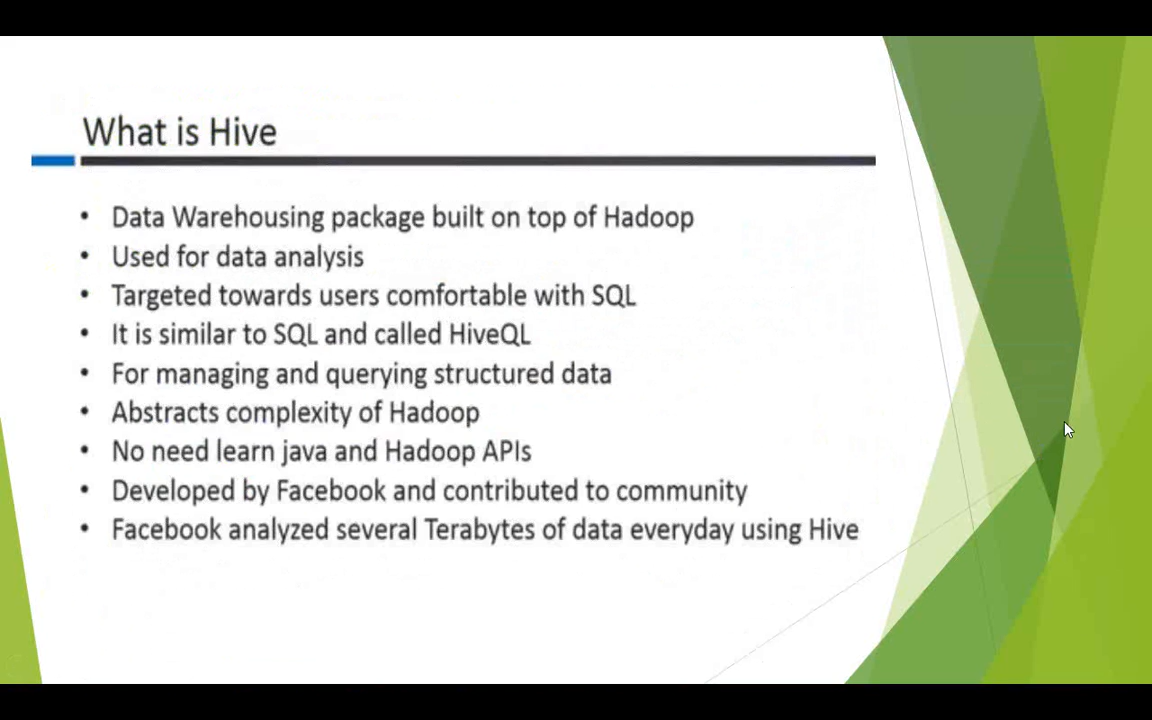 What is Hive
• Data Warehousing package built on top of Hadoop
• Used for data analysis
• Targeted towards users comfortable with SQL
• It is similar to SQL and called HiveQL
• For managing and querying structured data
• Abstracts complexity of Hadoop
• No need learn java and Hadoop APIs
• Developed by Facebook and contributed to community
• Facebook analyzed several Terabytes of data everyday using Hive